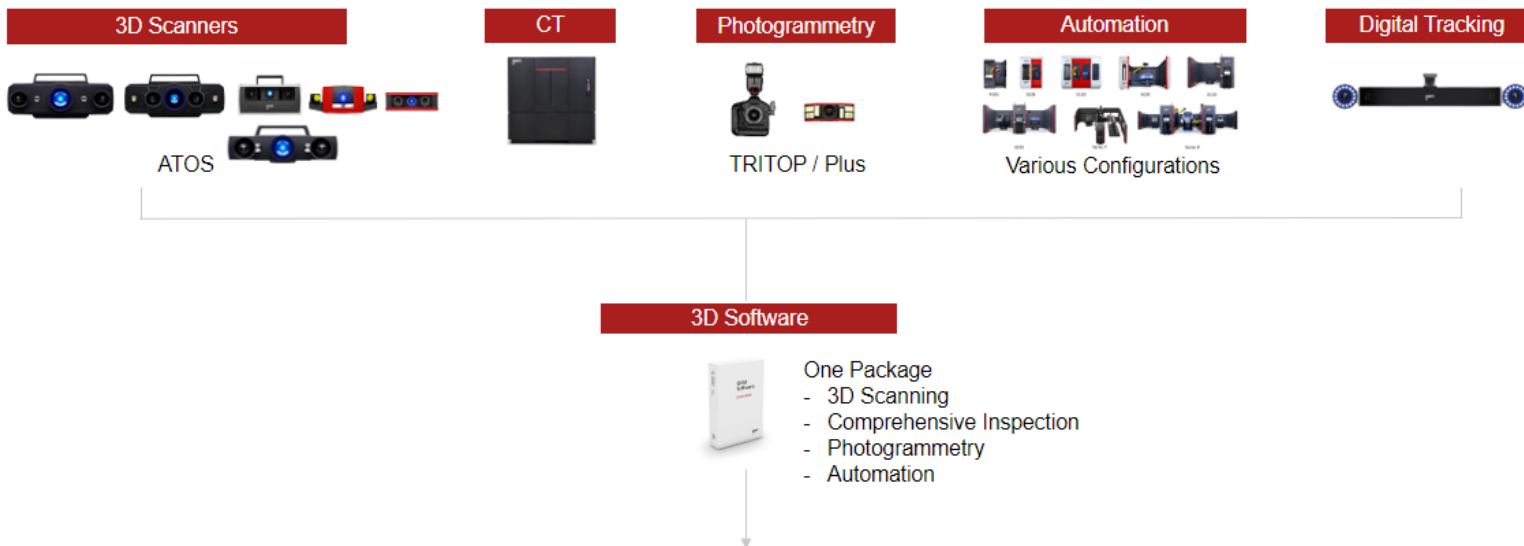 3D Scanners
CT
Photogrammetry
Automation
Digital Tracking
ATOS
TRITOP / Plus
Various Configurations
3D Software
One Package
- 3D Scanning
- Comprehensive Inspection
- Photogrammetry
- Automation